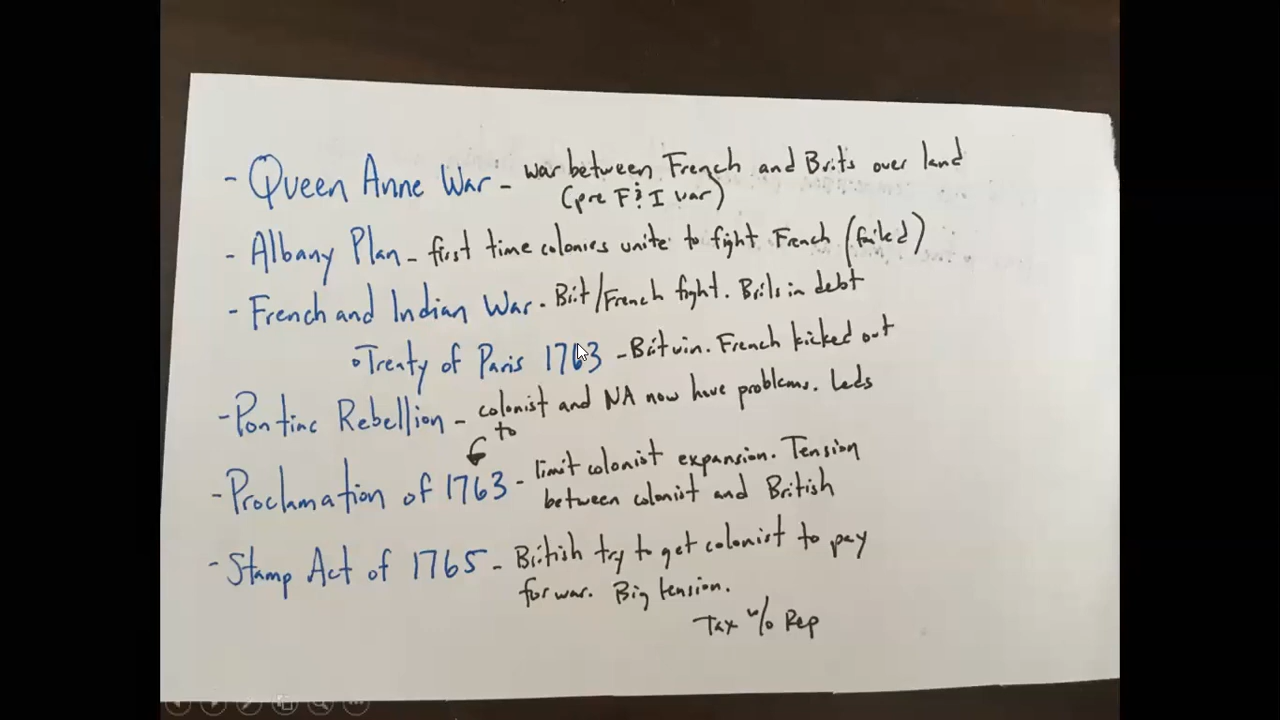 - Queen Anne War - war between French and Brits over land
(pre F & I war)
- Albany Plan - first time colonies unite to fight French (failed)
- French and Indian War - Brit/French fight. Brits in debt
Treaty of Paris 1763 - Brit win. French kicked out
- Pontiac Rebellion - colonist and NA now have problems. Leds
to
- Proclamation of 1763 - limit colonist expansion. Tension
between colonist and British
- Stamp Act of 1765 - British try to get colonist to pay
for war. Big tension.
Tax w/o Rep